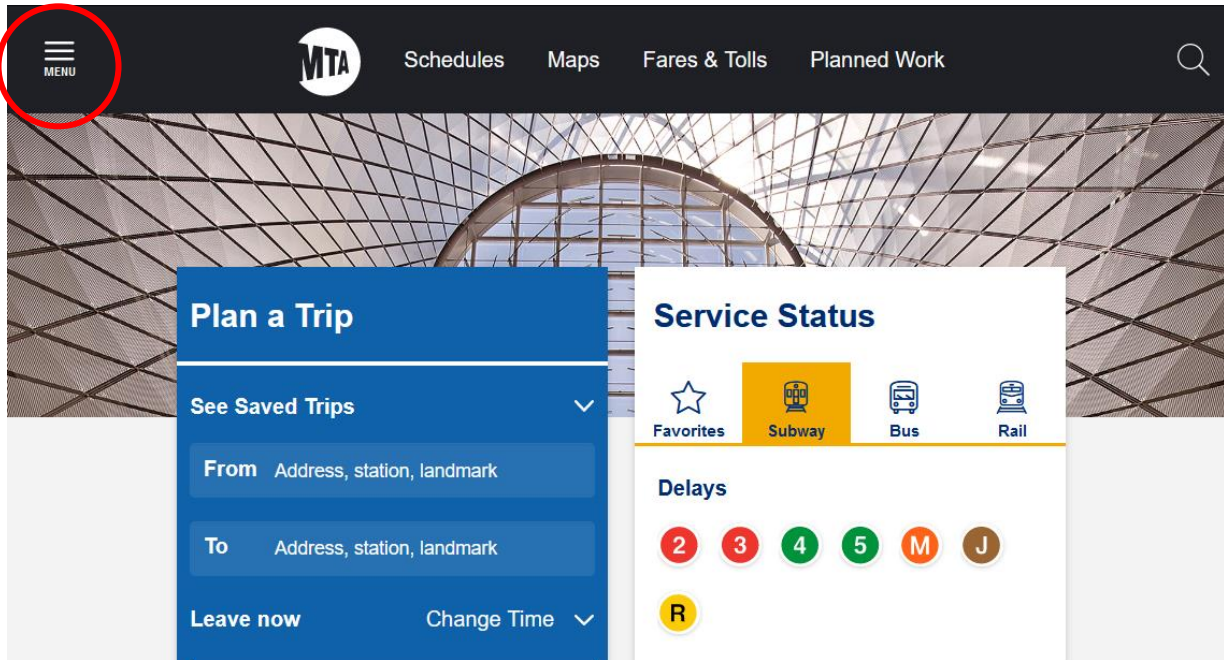 MENU
MTA
Schedules Maps Fares & Tolls Planned Work
Plan a Trip
See Saved Trips
From Address, station, landmark
To Address, station, landmark
Leave now Change Time
Service Status
Favorites Subway Bus Rail
Delays
2 3 4 5 M J
R